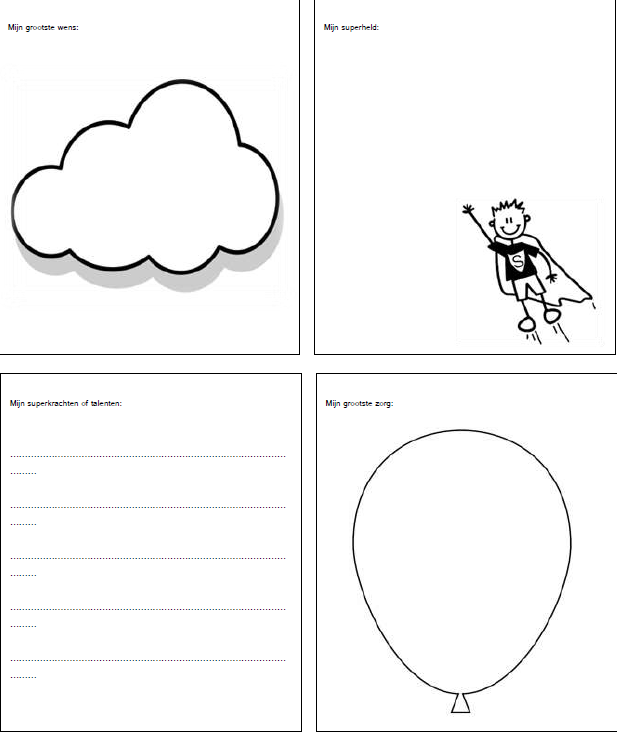 Mijn grootste wens:
Mijn superheld:
S
Mijn superkrachten of talenten:
................................................................................................
.........
................................................................................................
.........
................................................................................................
.........
................................................................................................
.........
................................................................................................
.........
Mijn grootste zorg: